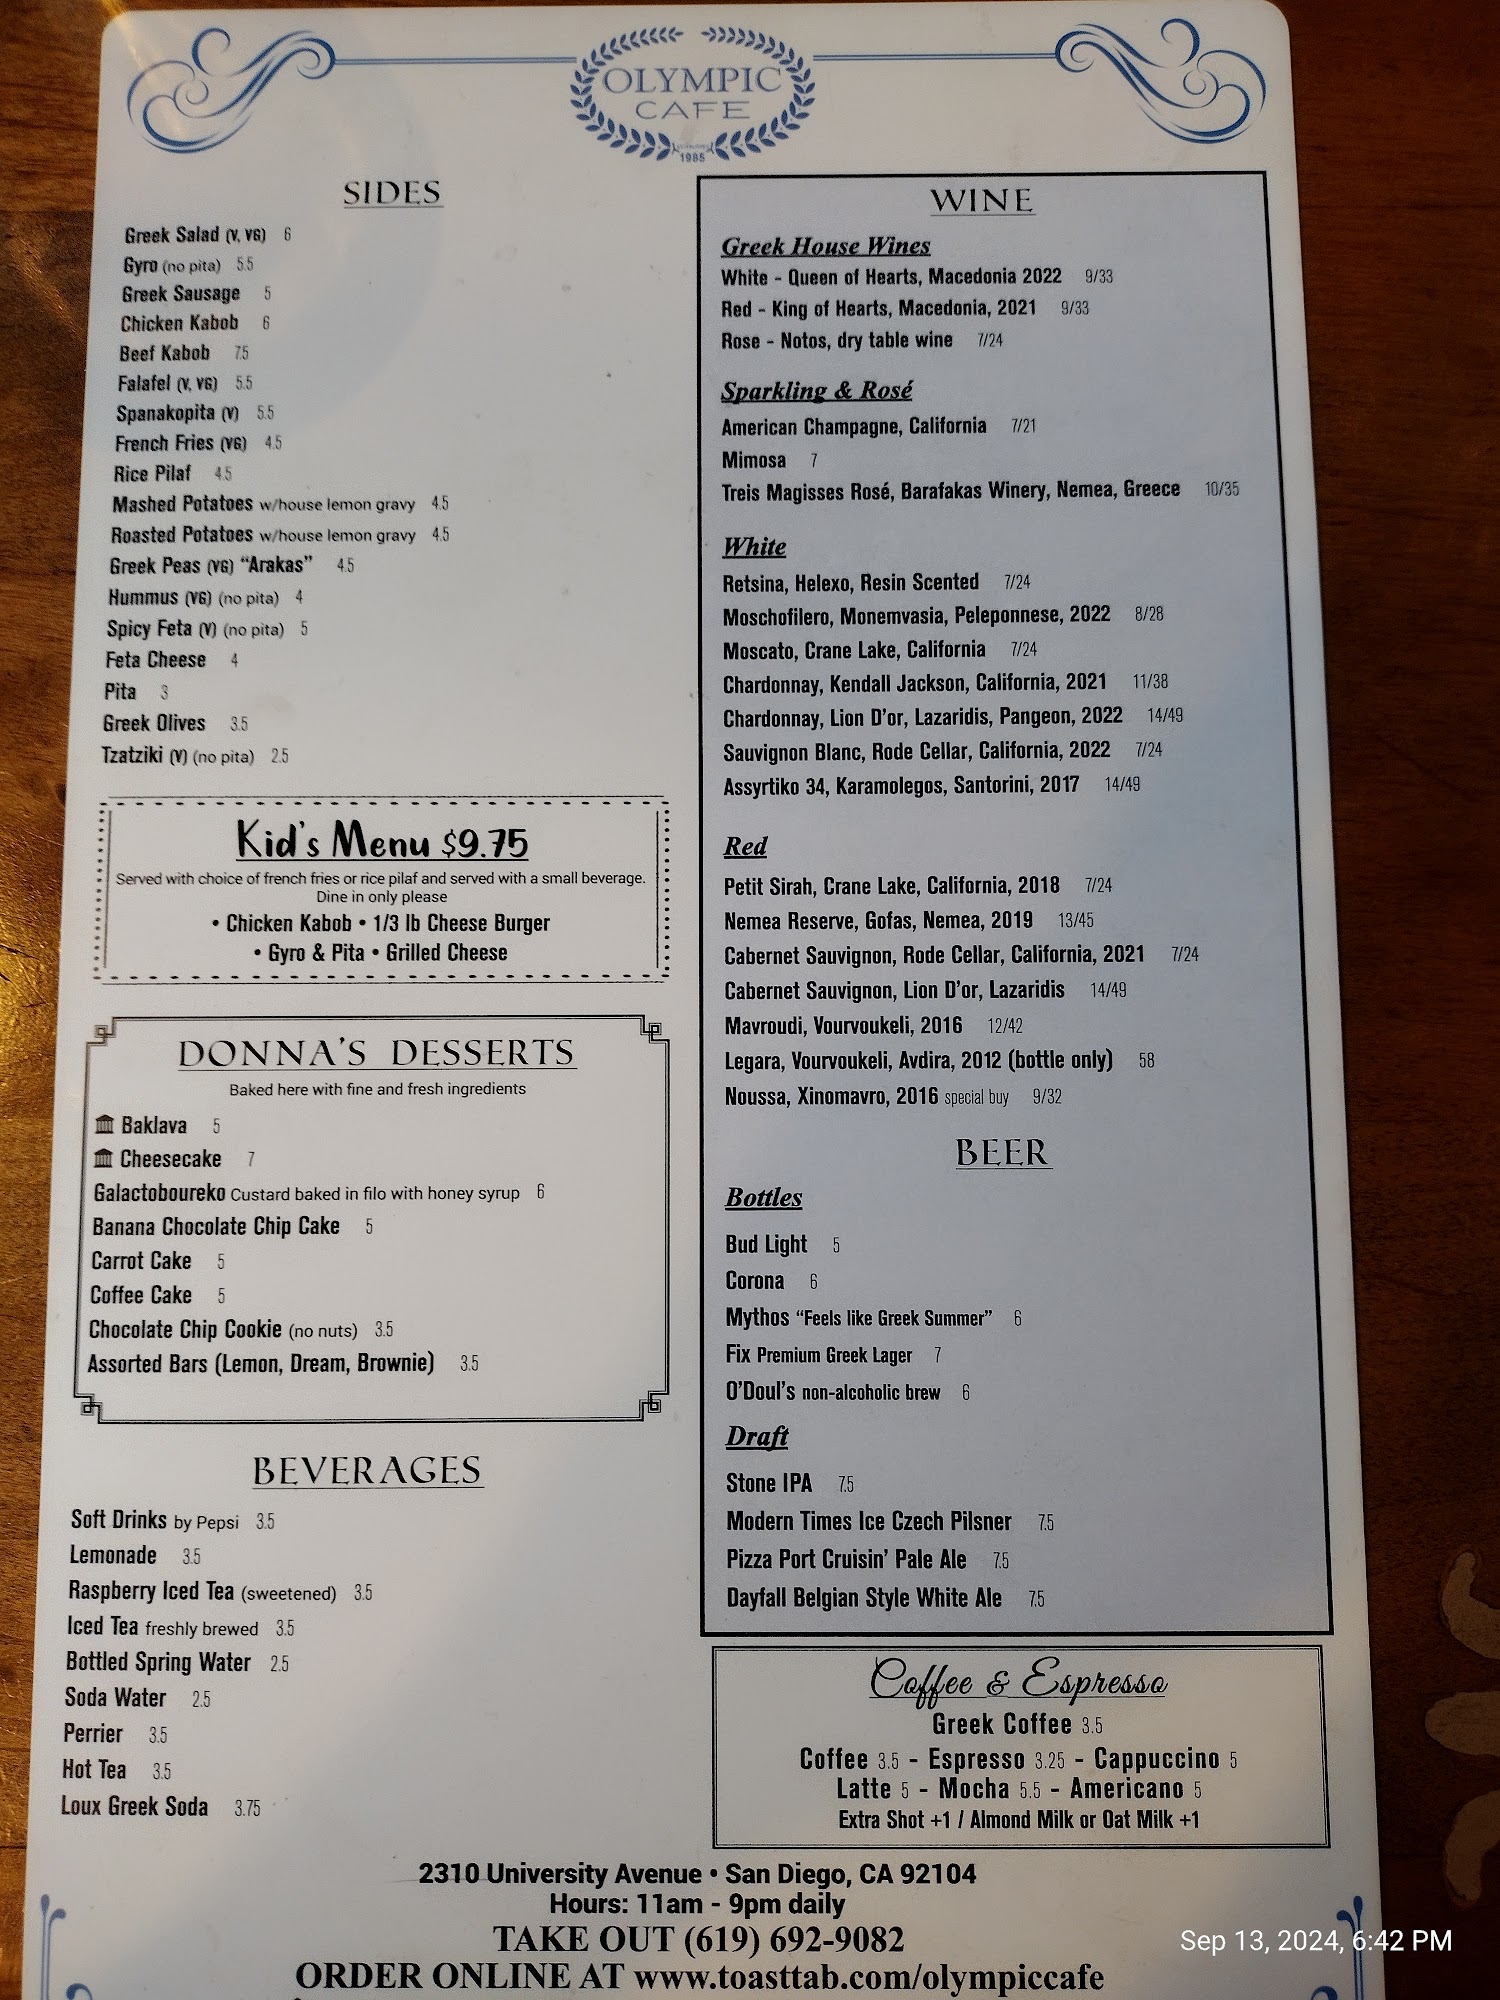 OLYMPIC
CAFE
1985
SIDES
Greek Salad (V, VG) 6
Gyro (no pita) 5.5
Greek Sausage 5
Chicken Kabob 6
Beef Kabob 7.5
Falafel (V, VG) 5.5
Spanakopita (V) 5.5
French Fries (VG) 4.5
Rice Pilaf 4.5
Mashed Potatoes w/house lemon gravy 4.5
Roasted Potatoes w/house lemon gravy 4.5
Greek Peas (VG) “Arakas” 4.5
Hummus (VG) (no pita) 4
Spicy Feta (V) (no pita) 5
Feta Cheese 4
Pita 3
Greek Olives 3.5
Tzatziki (V) (no pita) 2.5
Kid's Menu $9.75
Served with choice of french fries or rice pilaf and served with a small beverage.
Dine in only please
• Chicken Kabob • 1/3 lb Cheese Burger
• Gyro & Pita • Grilled Cheese
DONNA'S DESSERTS
Baked here with fine and fresh ingredients
Baklava 5
Cheesecake 7
Galactoboureko Custard baked in filo with honey syrup 6
Banana Chocolate Chip Cake 5
Carrot Cake 5
Coffee Cake 5
Chocolate Chip Cookie (no nuts) 3.5
Assorted Bars (Lemon, Dream, Brownie) 3.5
BEVERAGES
Soft Drinks by Pepsi 3.5
Lemonade 3.5
Raspberry Iced Tea (sweetened) 3.5
Iced Tea freshly brewed 3.5
Bottled Spring Water 2.5
Soda Water 2.5
Perrier 3.5
Hot Tea 3.5
Loux Greek Soda 3.75
WINE
Greek House Wines
White - Queen of Hearts, Macedonia 2022 9/33
Red - King of Hearts, Macedonia, 2021 9/33
Rose - Notos, dry table wine 7/24
Sparkling & Rosé
American Champagne, California 7/21
Mimosa 7
Treis Magisses Rosé, Barafakas Winery, Nemea, Greece 10/35
White
Retsina, Helexo, Resin Scented 7/24
Moschofilero, Monemvasia, Peleponnese, 2022 8/28
Moscato, Crane Lake, California 7/24
Chardonnay, Kendall Jackson, California, 2021 11/38
Chardonnay, Lion D'or, Lazaridis, Pangeon, 2022 14/49
Sauvignon Blanc, Rode Cellar, California, 2022 7/24
Assyrtiko 34, Karamolegos, Santorini, 2017 14/49
Red
Petit Sirah, Crane Lake, California, 2018 7/24
Nemea Reserve, Gofas, Nemea, 2019 13/45
Cabernet Sauvignon, Rode Cellar, California, 2021 7/24
Cabernet Sauvignon, Lion D'or, Lazaridis 14/49
Mavroudi, Vourvoukeli, 2016 12/42
Legara, Vourvoukeli, Avdira, 2012 (bottle only) 58
Noussa, Xinomavro, 2016 special buy 9/32
BEER
Bottles
Bud Light 5
Corona 6
Mythos “Feels like Greek Summer” 6
Fix Premium Greek Lager 7
O'Doul's non-alcoholic brew 6
Draft
Stone IPA 7.5
Modern Times Ice Czech Pilsner 7.5
Pizza Port Cruisin' Pale Ale 7.5
Dayfall Belgian Style White Ale 7.5
Coffee & Espresso
Greek Coffee 3.5
Coffee 3.5 - Espresso 3.25 - Cappuccino 5
Latte 5 - Mocha 5.5 - Americano 5
Extra Shot +1 / Almond Milk or Oat Milk +1
2310 University Avenue • San Diego, CA 92104
Hours: 11am - 9pm daily
TAKE OUT (619) 692-9082
ORDER ONLINE AT www.toasttab.com/olympiccafe
Sep 13, 2024, 6:42 PM